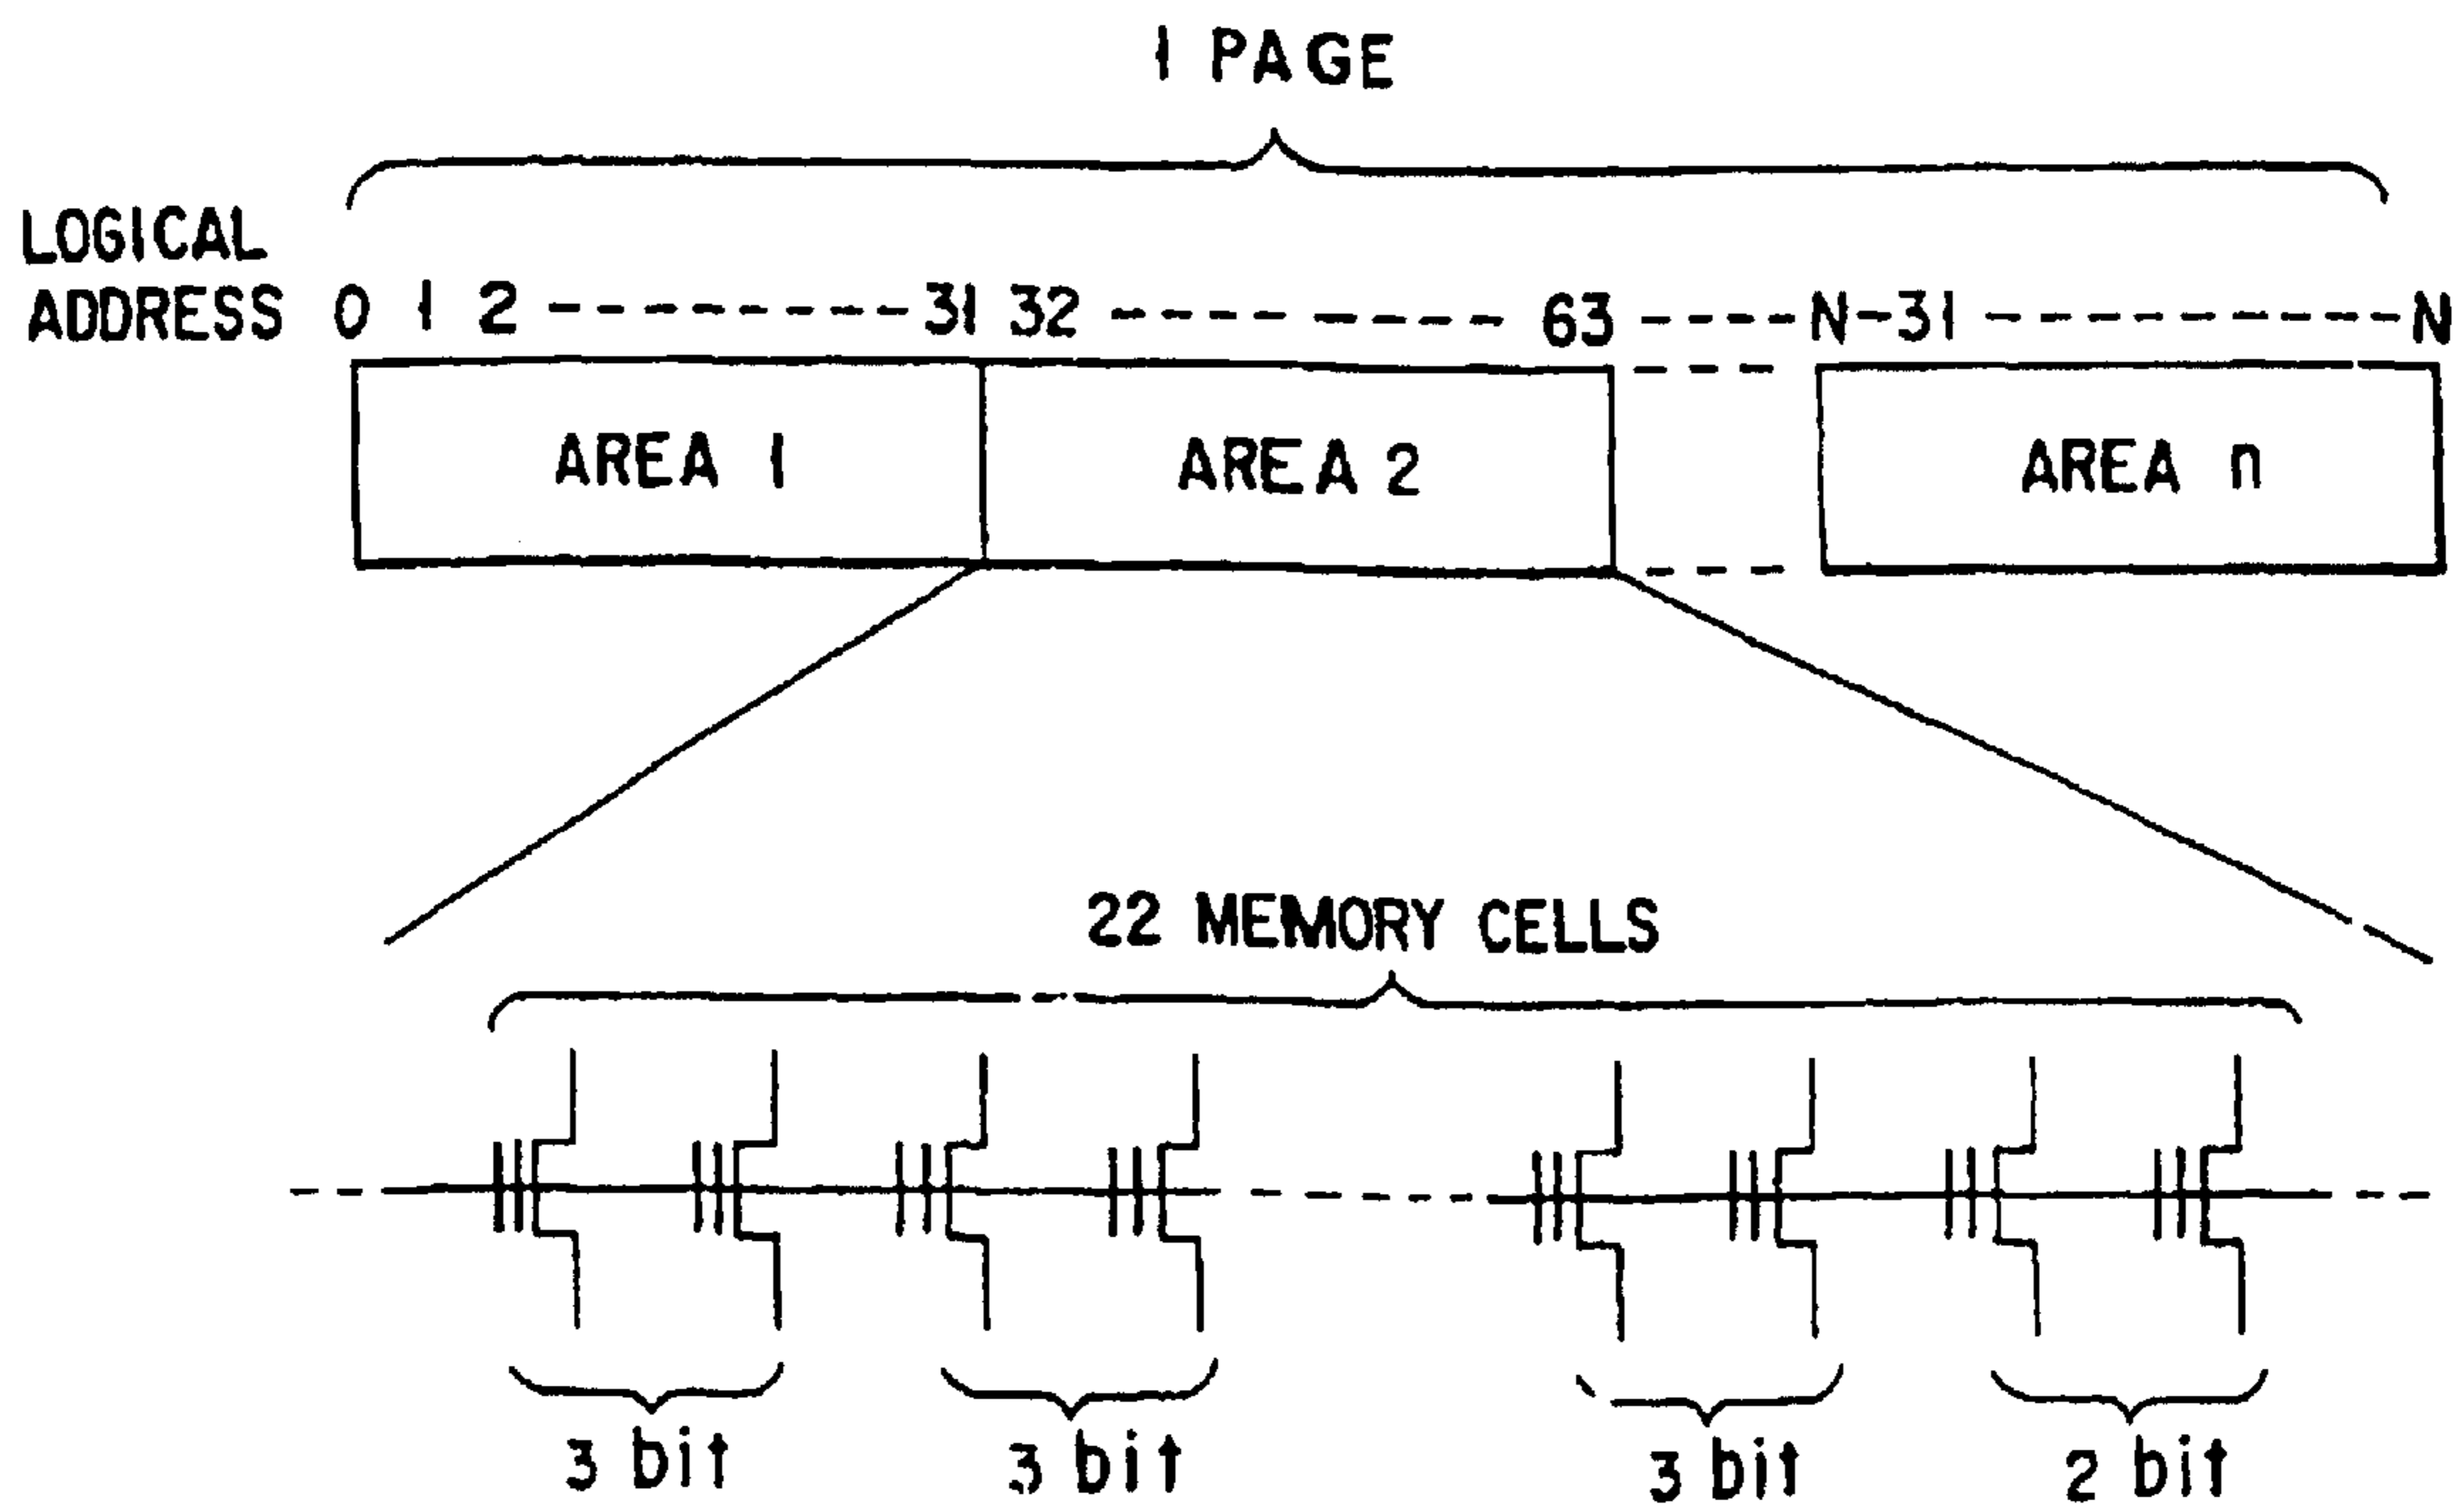 1 PAGE
LOGICAL
ADDRESS 0 1 2 --------- 31 32 --------- 63 ----- N-31 --------- N
AREA 1 AREA 2 AREA n
22 MEMORY CELLS
3 bit 3 bit 3 bit 2 bit